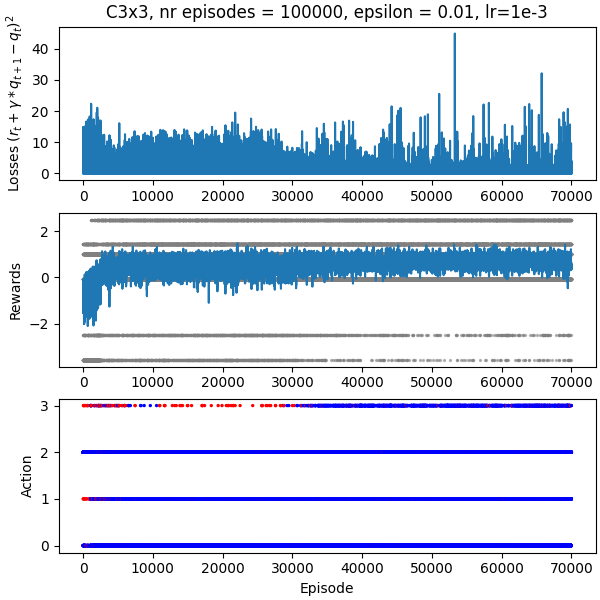 C3x3, nr episodes = 100000, epsilon = 0.01, lr=1e-3
Losses $(r_t + \gamma * q_{t+1} - q_t)^2$
40
30
20
10
0
0 10000 20000 30000 40000 50000 60000 70000
Rewards
2
0
−2
0 10000 20000 30000 40000 50000 60000 70000
Action
3
2
1
0
0 10000 20000 30000 40000 50000 60000 70000
Episode